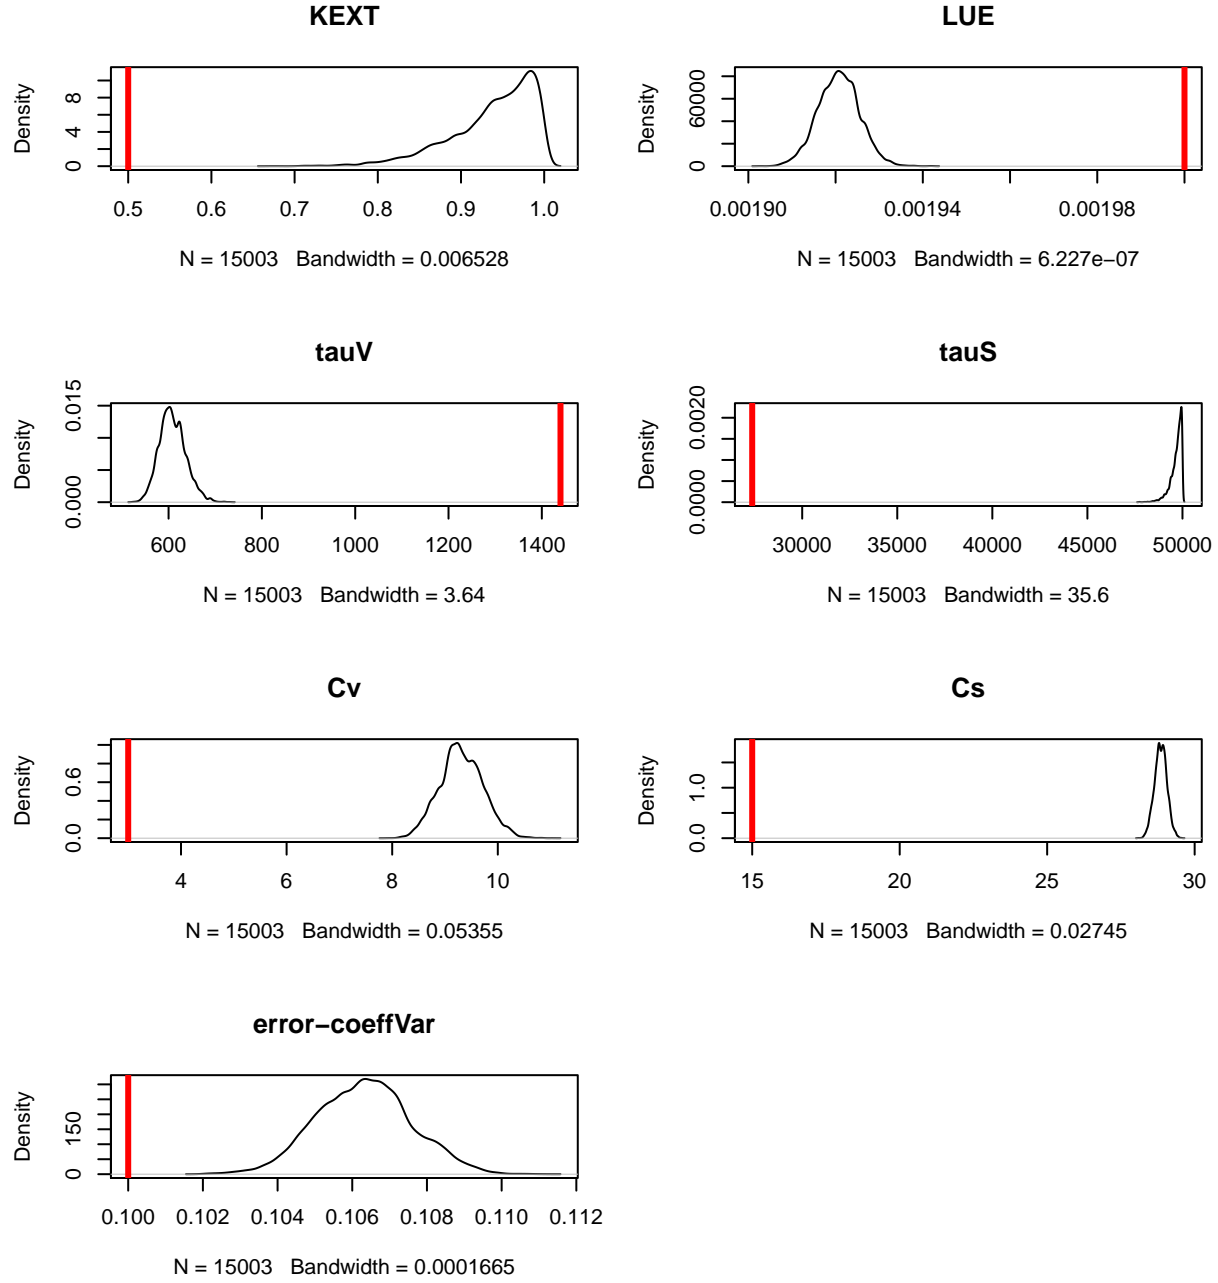 KEXT
Density
0 4 8
0.5 0.6 0.7 0.8 0.9 1.0
N = 15003 Bandwidth = 0.006528
LUE
Density
0 60000
0.00190 0.00194 0.00198
N = 15003 Bandwidth = 6.227e−07
tauV
Density
0.000 0.015
600 800 1000 1200 1400
N = 15003 Bandwidth = 3.64
tauS
Density
0.0000 0.0020
30000 35000 40000 45000 50000
N = 15003 Bandwidth = 35.6
Cv
Density
0.0 0.6
4 6 8 10
N = 15003 Bandwidth = 0.05355
Cs
Density
0.0 1.0
15 20 25 30
N = 15003 Bandwidth = 0.02745
error−coeffVar
Density
0 150
0.100 0.102 0.104 0.106 0.108 0.110 0.112
N = 15003 Bandwidth = 0.0001665